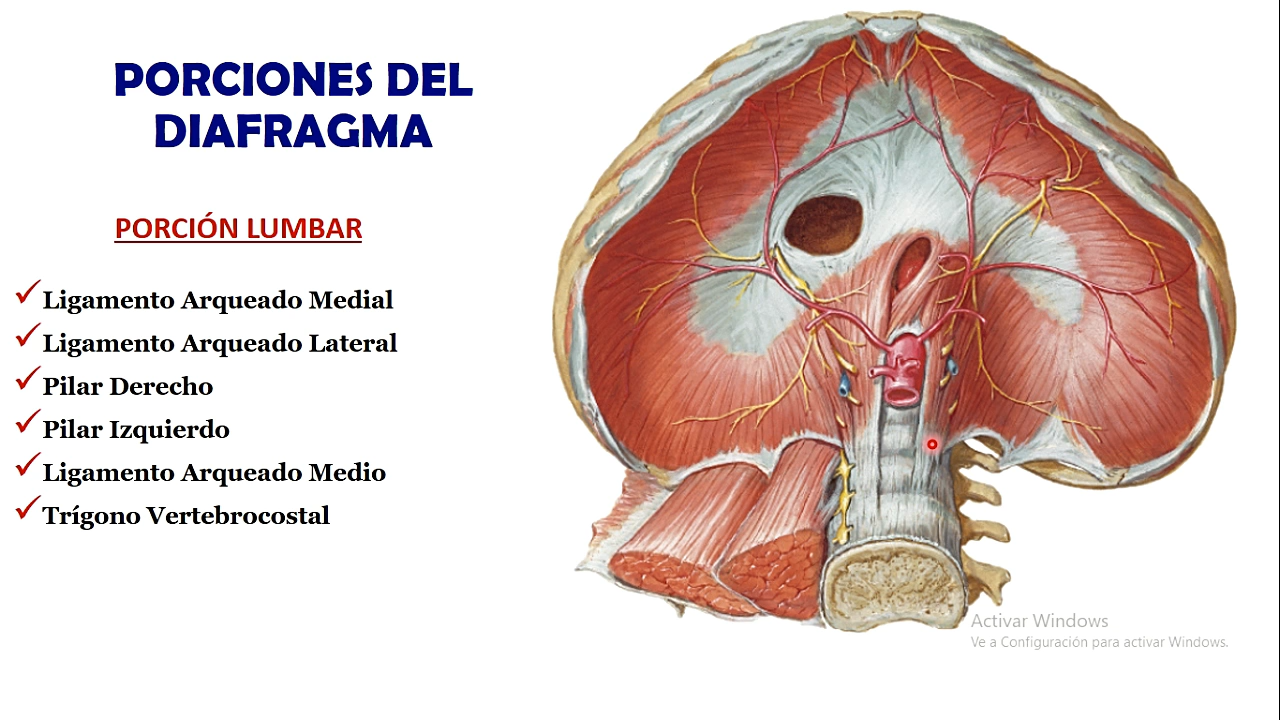 PORCIONES DEL
DIAFRAGMA
PORCIÓN LUMBAR
Ligamento Arqueado Medial
Ligamento Arqueado Lateral
Pilar Derecho
Pilar Izquierdo
Ligamento Arqueado Medio
Trígono Vertebrocostal
Activar Windows
Ve a Configuración para activar Windows.